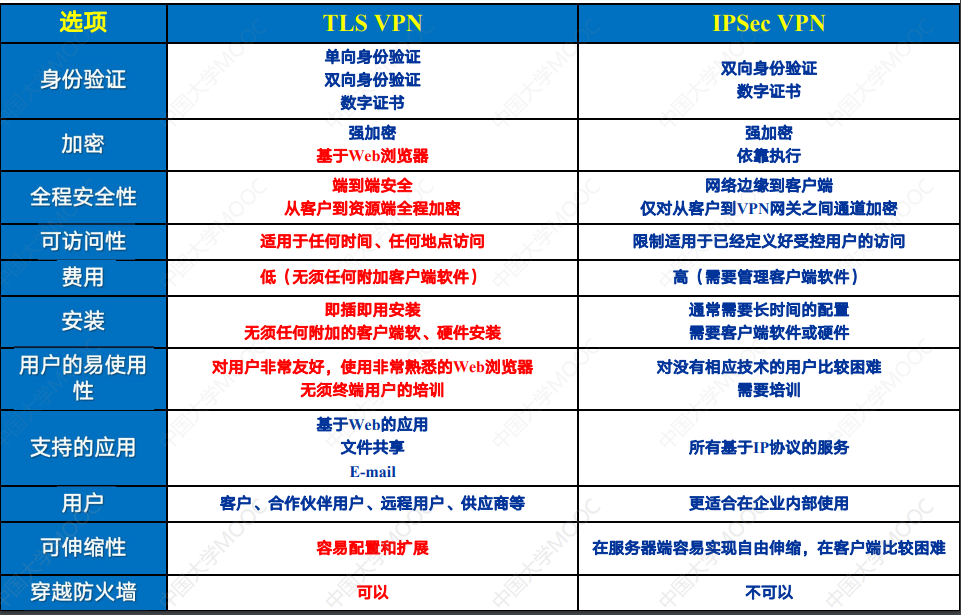 选项 TLS VPN IPSec VPN
身份验证
单向身份验证
双向身份验证
数字证书
双向身份验证
数字证书
加密
强加密
基于Web浏览器
强加密
依靠执行
全程安全性
端到端安全
从客户到资源端全程加密
网络边缘到客户端
仅对从客户到VPN网关之间通道加密
可访问性
适用于任何时间、任何地点访问
限制适用于已经定义好受控用户的访问
费用
低（无须任何附加客户端软件）
高（需要管理客户端软件）
安装
即插即用安装
无须任何附加的客户端软、硬件安装
通常需要长时间的配置
需要客户端软件或硬件
用户的易使用
性
对用户非常友好，使用非常熟悉的Web浏览器
无须终端用户的培训
对没有相应技术的用户比较困难
需要培训
支持的应用
基于Web的应用
文件共享
E-mail
所有基于IP协议的服务
用户
客户、合作伙伴用户、远程用户、供应商等
更适合在企业内部使用
可伸缩性
容易配置和扩展
在服务器端容易实现自由伸缩，在客户端比较困难
穿越防火墙
可以
不可以
中国大学MOOC